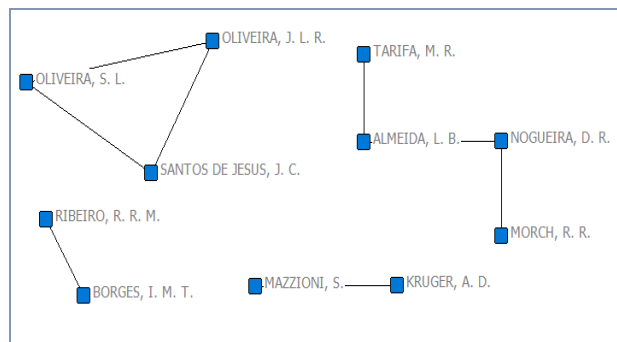 OLIVEIRA, J. L. R.
TARIFA, M. R.
OLIVEIRA, S. L.
ALMEIDA, L. B.
NOGUEIRA, D. R.
SANTOS DE JESUS, J. C.
RIBEIRO, R. R. M.
MORCH, R. R.
MAZZIONI, S.
KRUGER, A. D.
BORGES, I. M. T.